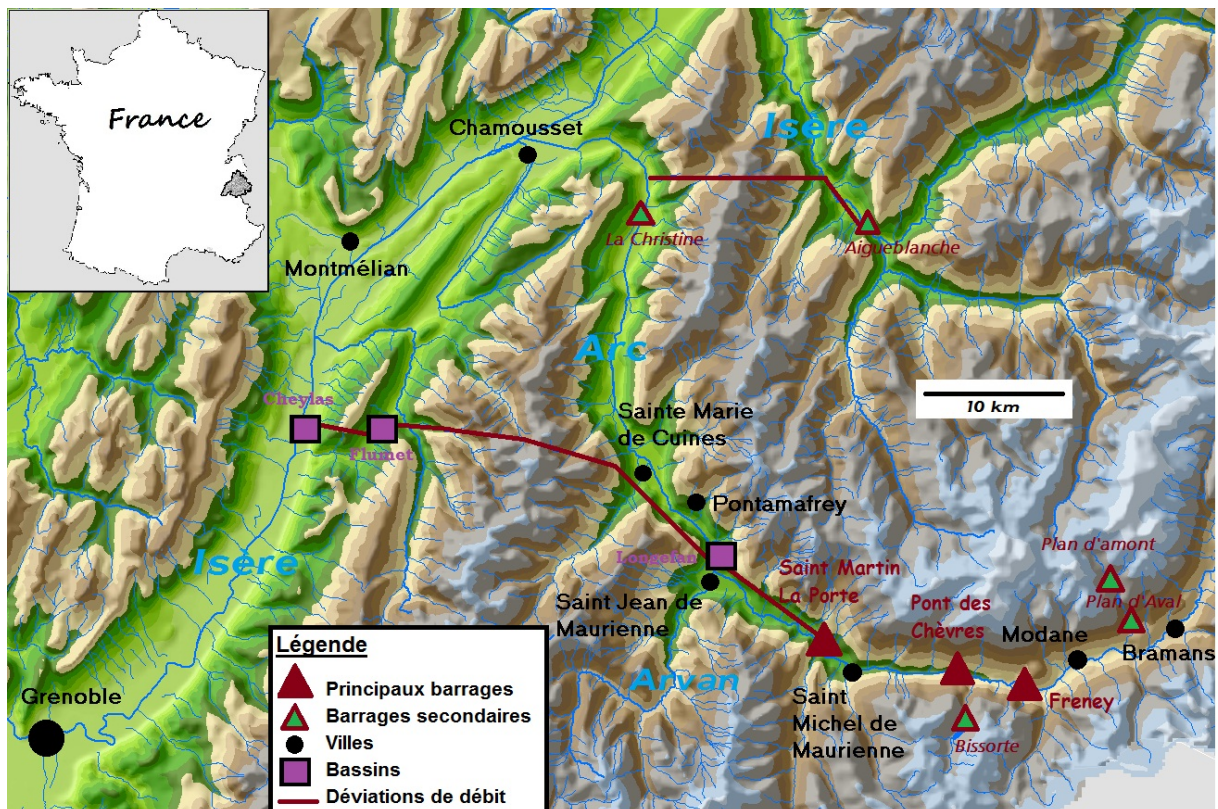 France
Chamousset
Isère
La Christine
Aigueblanche
Montmélian
Arc
10 km
Cheylas
Flumet
Sainte Marie
de Cuines
Pontamafrey
Isère
Longefan
Saint Martin
La Porte
Plan d'amont
Saint Jean de
Maurienne
Pont des
Chèvres
Plan d'Aval
Modane
Bramans
Arvan
Saint
Michel de
Maurienne
Freney
Bissorte
Grenoble
Légende
Principaux barrages
Barrages secondaires
Villes
Bassins
Déviations de débit